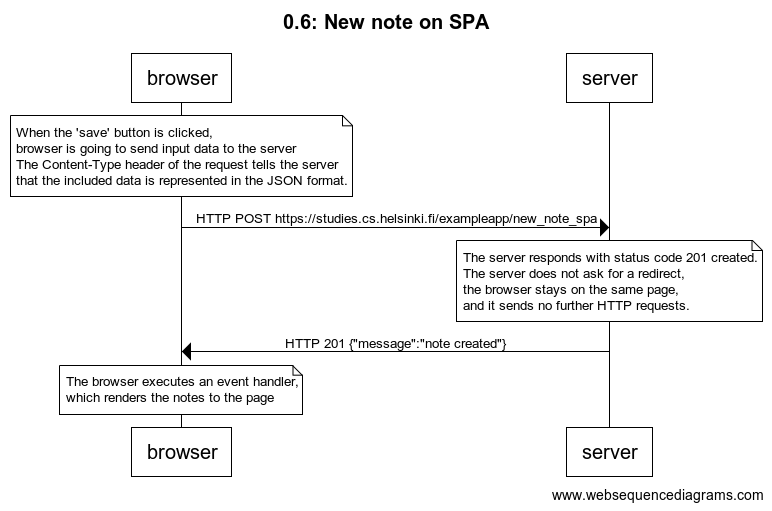 0.6: New note on SPA
browser
server
When the 'save' button is clicked,
browser is going to send input data to the server
The Content-Type header of the request tells the server
that the included data is represented in the JSON format.
HTTP POST https://studies.cs.helsinki.fi/exampleapp/new_note_spa
The server responds with status code 201 created.
The server does not ask for a redirect,
the browser stays on the same page,
and it sends no further HTTP requests.
HTTP 201 {"message":"note created"}
The browser executes an event handler,
which renders the notes to the page
browser
server
www.websequencediagrams.com